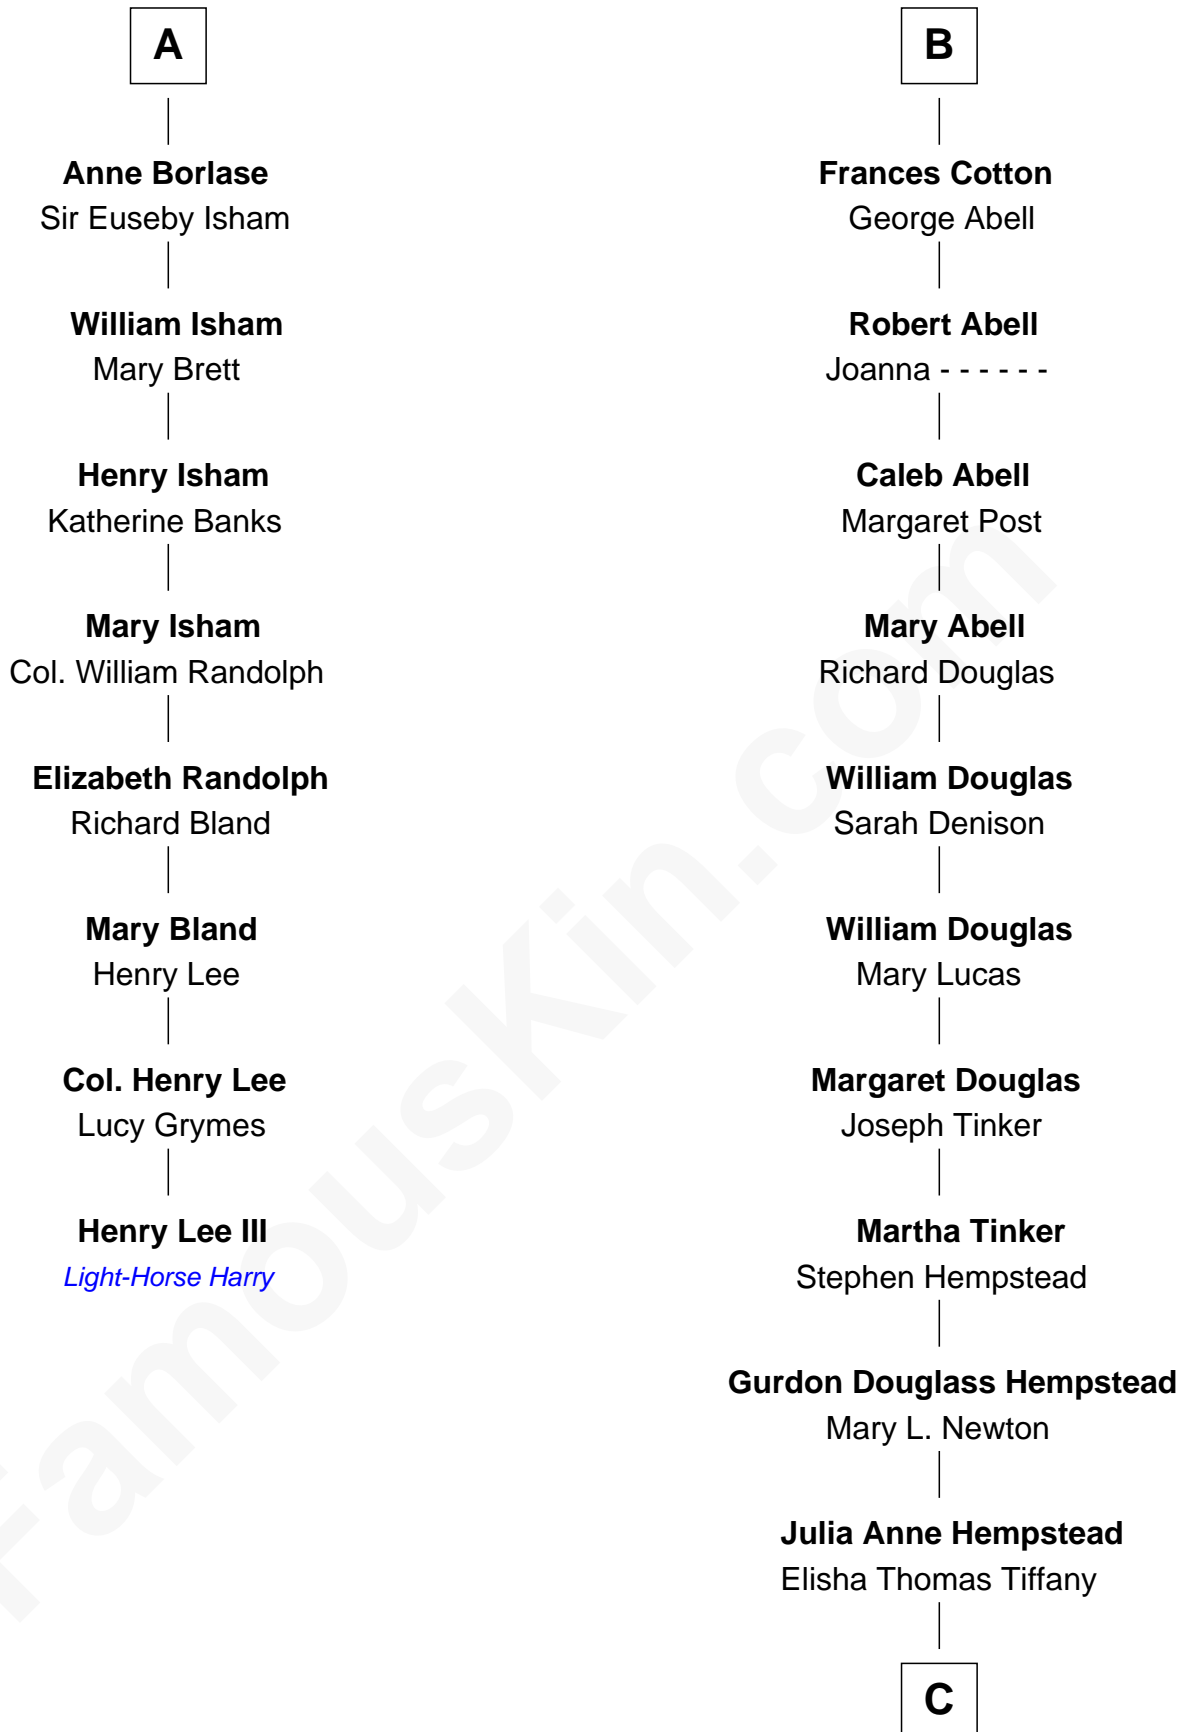 A
Anne Borlase
Sir Euseby Isham
William Isham
Mary Brett
Henry Isham
Katherine Banks
Mary Isham
Col. William Randolph
Elizabeth Randolph
Richard Bland
Mary Bland
Henry Lee
Col. Henry Lee
Lucy Grymes
Henry Lee III
Light-Horse Harry
B
Frances Cotton
George Abell
Robert Abell
Joanna - - - - - -
Caleb Abell
Margaret Post
Mary Abell
Richard Douglas
William Douglas
Sarah Denison
William Douglas
Mary Lucas
Margaret Douglas
Joseph Tinker
Martha Tinker
Stephen Hempstead
Gurdon Douglass Hempstead
Mary L. Newton
Julia Anne Hempstead
Elisha Thomas Tiffany
C
FamousKin.com